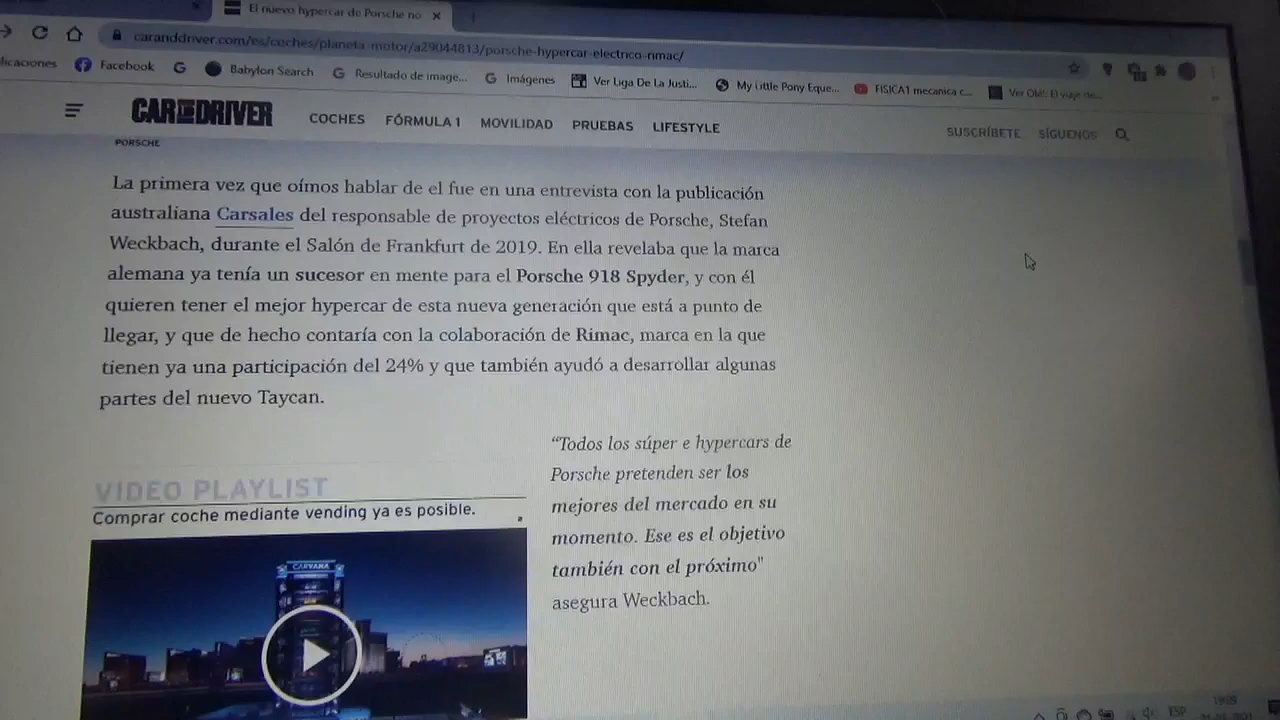 El nuevo hypercar de Porsche no
caranddriver.com/es/coches/planeta-motor/a29044813/porsche-hypercar-electrico-rimac/
licaciones Facebook Babylon Search Resultado de image... Imágenes Ver Liga De La Justi... My Little Pony Eque... FISICA1 mecanica c... Ver Olé! El viaje de...
CAR AND DRIVER COCHES FÓRMULA 1 MOVILIDAD PRUEBAS LIFESTYLE SUSCRÍBETE SÍGUENOS
PORSCHE
La primera vez que oímos hablar de el fue en una entrevista con la publicación
australiana Carsales del responsable de proyectos eléctricos de Porsche, Stefan
Weckbach, durante el Salón de Frankfurt de 2019. En ella revelaba que la marca
alemana ya tenía un sucesor en mente para el Porsche 918 Spyder, y con él
quieren tener el mejor hypercar de esta nueva generación que está a punto de
llegar, y que de hecho contaría con la colaboración de Rimac, marca en la que
tienen ya una participación del 24% y que también ayudó a desarrollar algunas
partes del nuevo Taycan.
VIDEO PLAYLIST
Comprar coche mediante vending ya es posible.
CARVANA
“Todos los súper e hypercars de
Porsche pretenden ser los
mejores del mercado en su
momento. Ese es el objetivo
también con el próximo"
asegura Weckbach.
ESP